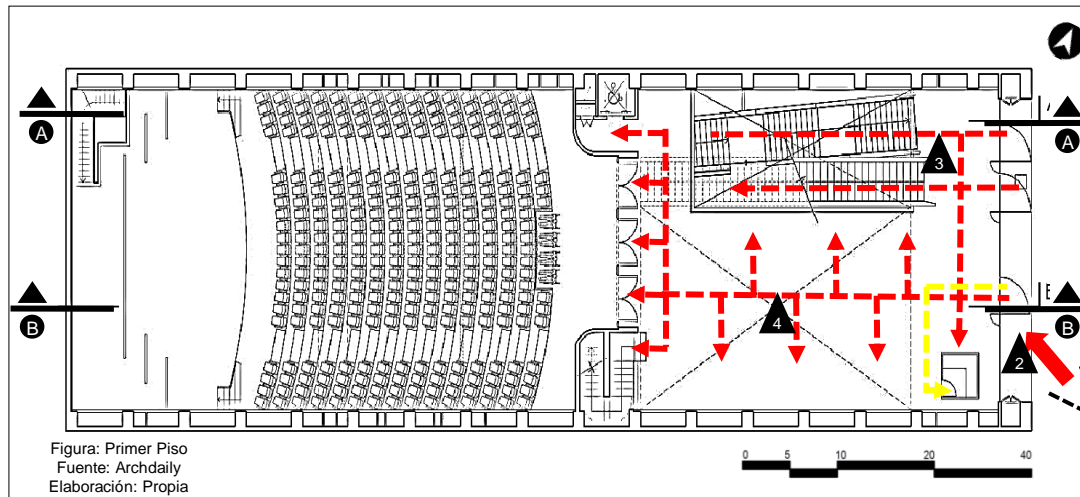 A
A
3
B
4
B
2
Figura: Primer Piso
Fuente: Archdaily
Elaboración: Propia
0 5 10 20 40